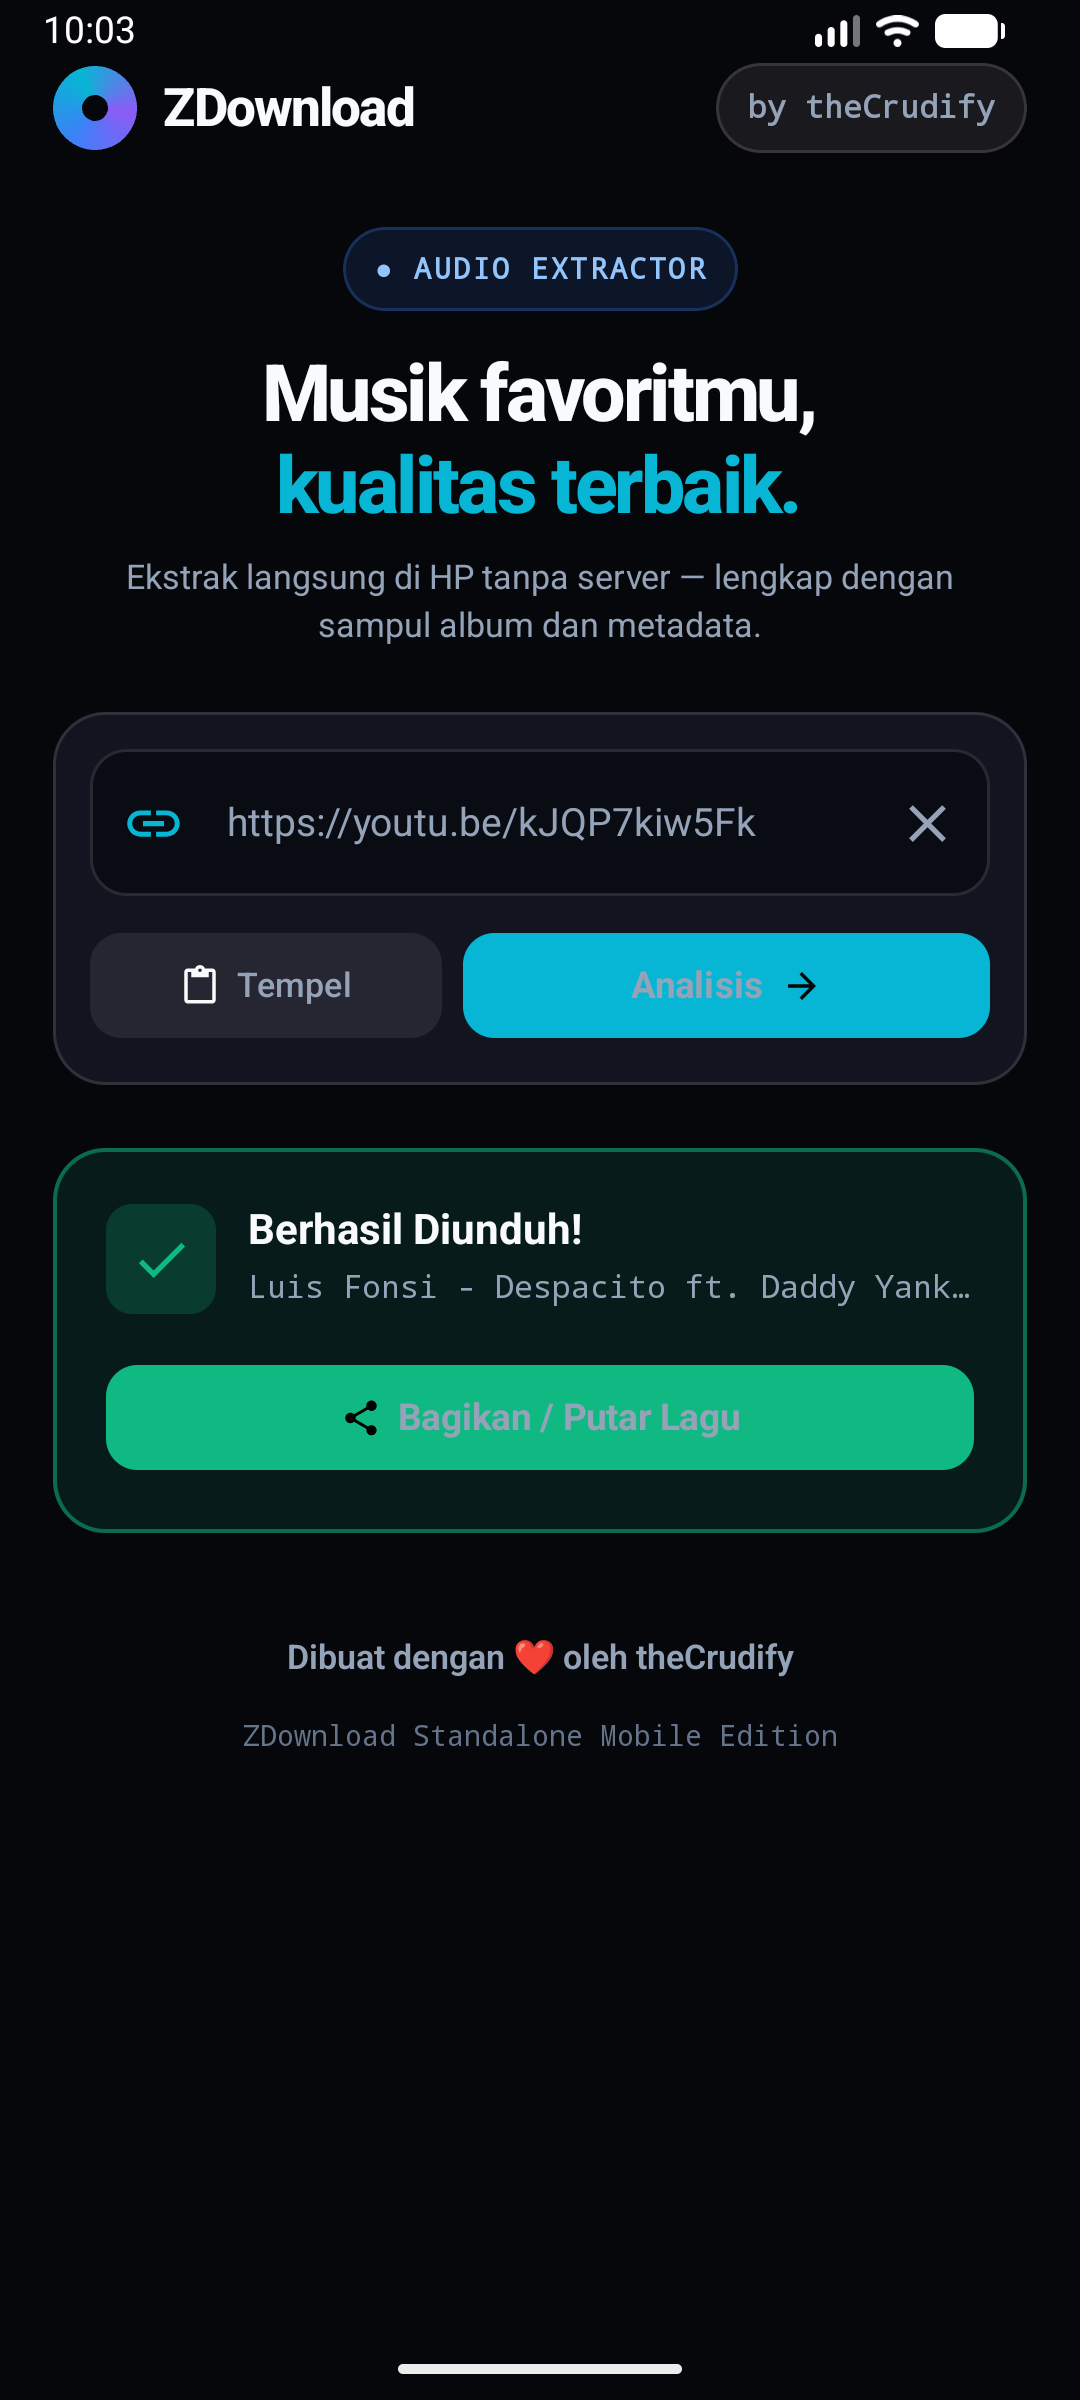 10:03
ZDownload
by theCrudify
• AUDIO EXTRACTOR
Musik favoritmu,
kualitas terbaik.
Ekstrak langsung di HP tanpa server — lengkap dengan
sampul album dan metadata.
https://youtu.be/kJQP7kiw5Fk
Tempel
Analisis
Berhasil Diunduh!
Luis Fonsi - Despacito ft. Daddy Yank…
Bagikan / Putar Lagu
Dibuat dengan ❤️ oleh theCrudify
ZDownload Standalone Mobile Edition